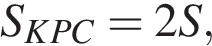 S_{KPC} = 2S,